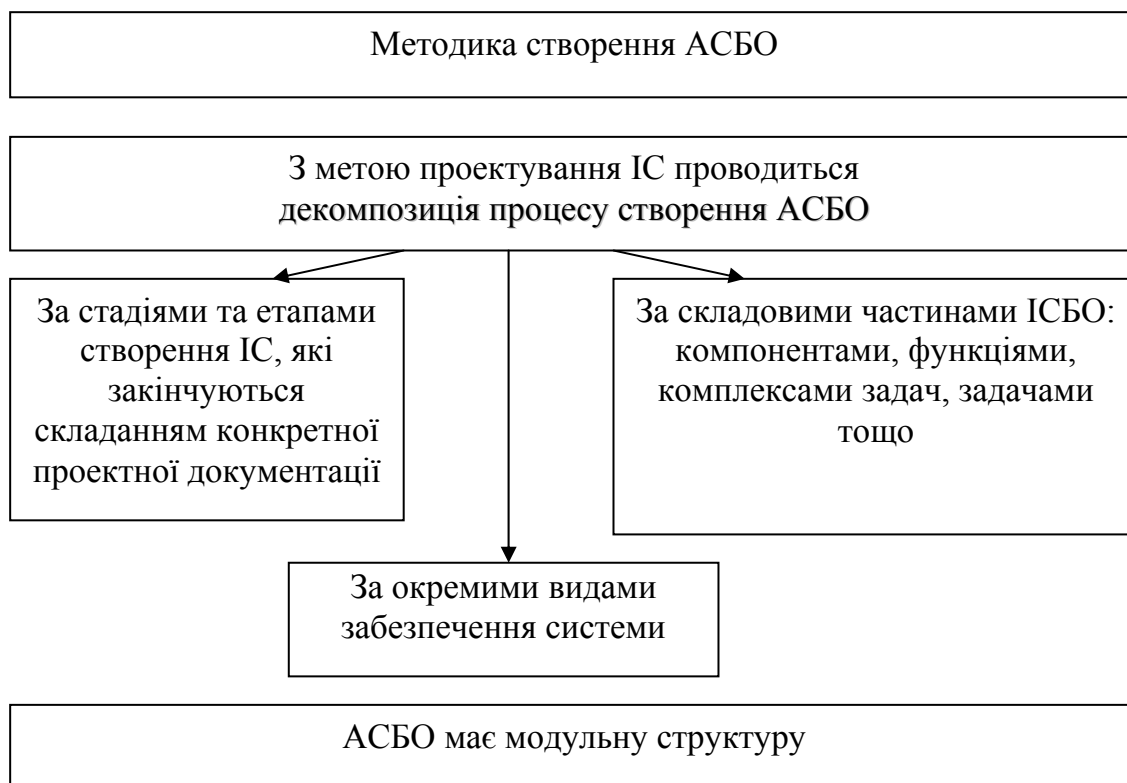 Методика створення АСБО
З метою проектування ІС проводиться
декомпозиція процесу створення АСБО
За стадіями та етапами
створення ІС, які
закінчуються
складанням конкретної
проектної документації
За складовими частинами ІСБО:
компонентами, функціями,
комплексами задач, задачами
тощо
За окремими видами
забезпечення системи
АСБО має модульну структуру